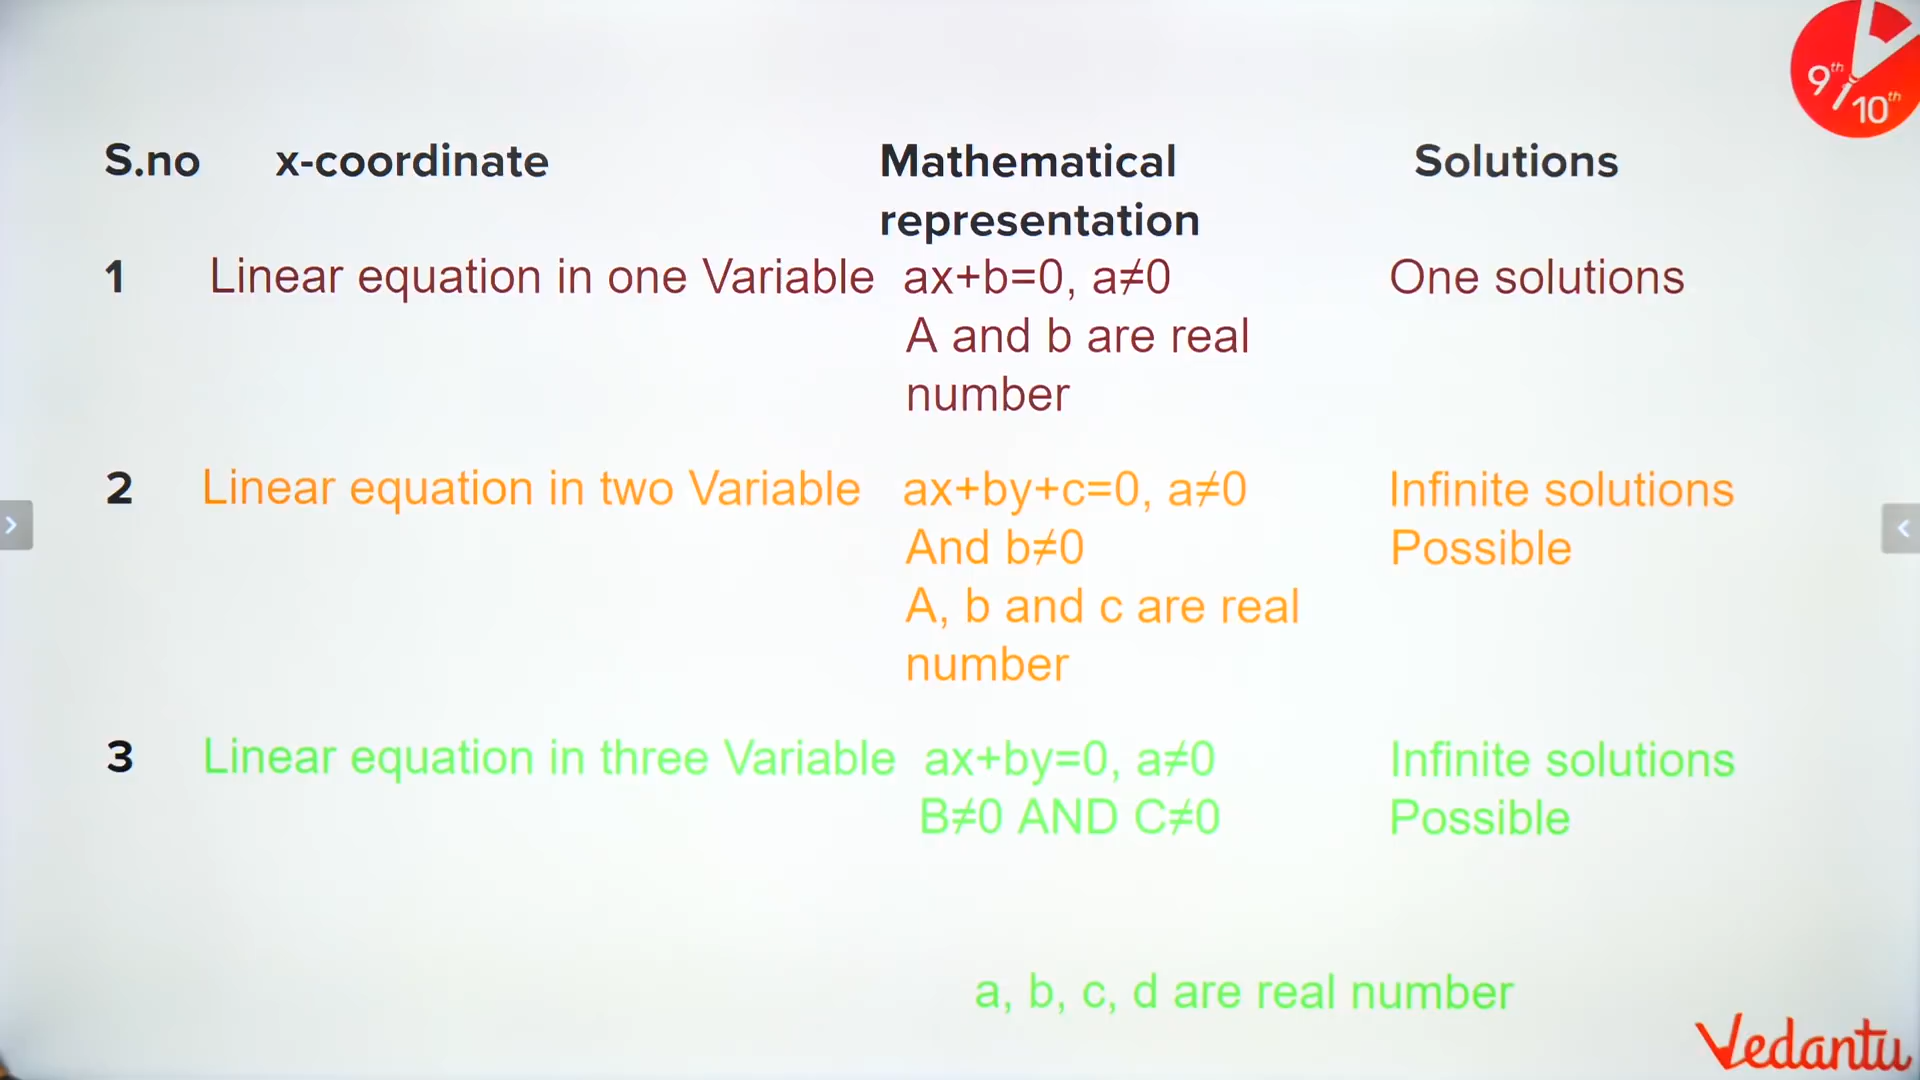 9th/10th
S.no x-coordinate Mathematical representation Solutions
1 Linear equation in one Variable ax+b=0, a≠0 One solutions
A and b are real
number
2 Linear equation in two Variable ax+by+c=0, a≠0 Infinite solutions
And b≠0 Possible
A, b and c are real
number
3 Linear equation in three Variable ax+by=0, a≠0 Infinite solutions
B≠0 AND C≠0 Possible
a, b, c, d are real number
Vedantu